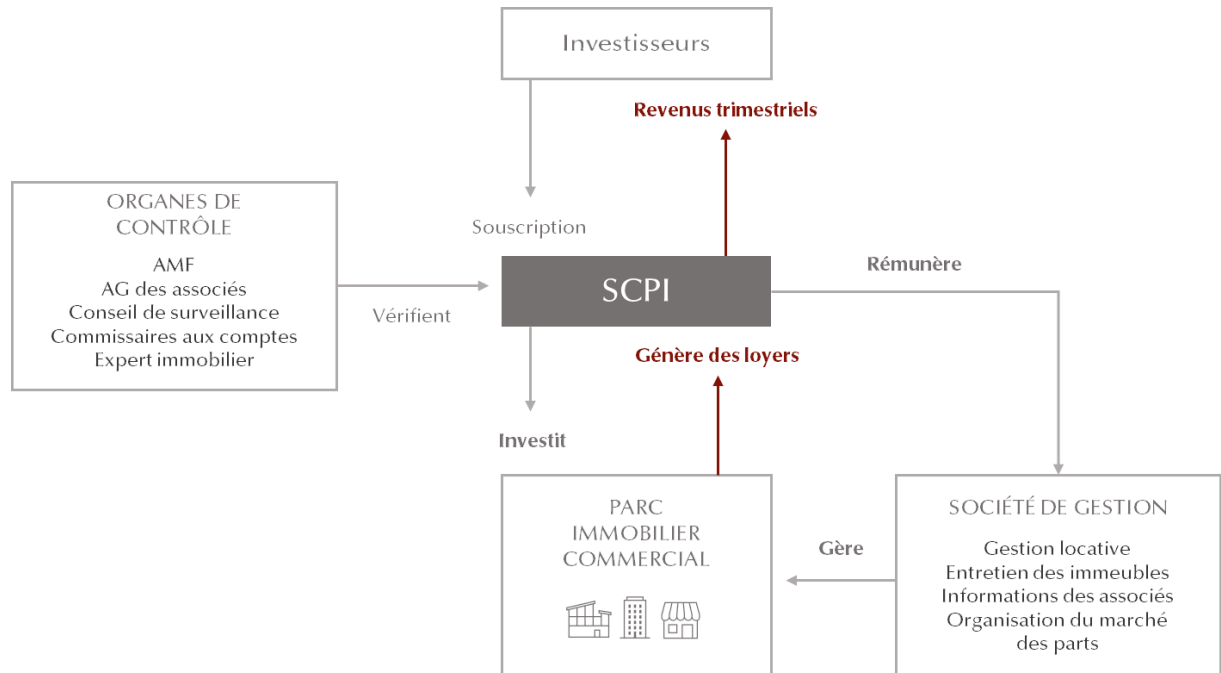 Investisseurs
Revenus trimestriels
ORGANES DE
CONTRÔLE
AMF
AG des associés
Conseil de surveillance
Commissaires aux comptes
Expert immobilier
Souscription
Vérifient
SCPI
Rémunère
Génère des loyers
Investit
PARC
IMMOBILIER
COMMERCIAL
Gère
SOCIÉTÉ DE GESTION
Gestion locative
Entretien des immeubles
Informations des associés
Organisation du marché
des parts